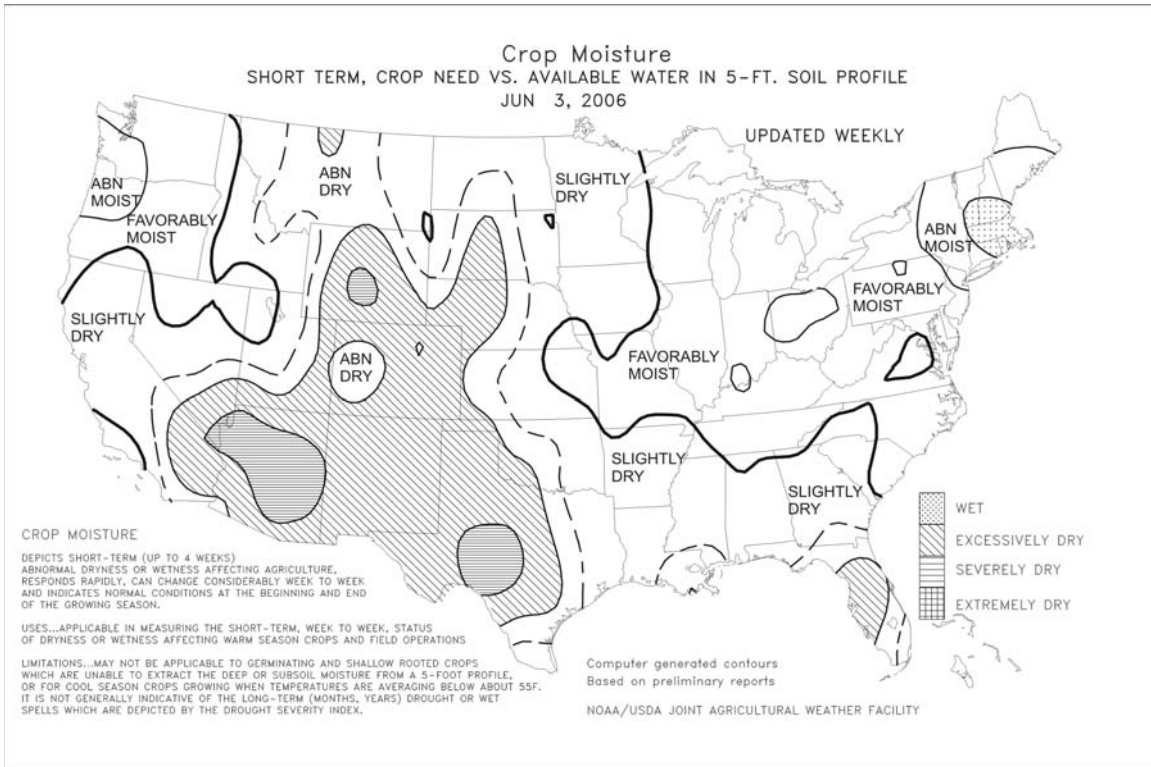 Crop Moisture
SHORT TERM, CROP NEED VS. AVAILABLE WATER IN 5-FT. SOIL PROFILE
JUN 3, 2006
UPDATED WEEKLY
ABN
DRY
SLIGHTLY
DRY
ABN
MOIST
FAVORABLY
MOIST
ABN
MOIST
FAVORABLY
MOIST
SLIGHTLY
DRY
ABN
DRY
FAVORABLY
MOIST
SLIGHTLY
DRY
SLIGHTLY
DRY
WET
EXCESSIVELY DRY
SEVERELY DRY
EXTREMELY DRY
CROP MOISTURE
DEPICTS SHORT-TERM (UP TO 4 WEEKS)
ABNORMAL DRYNESS OR WETNESS AFFECTING AGRICULTURE,
RESPONDS RAPIDLY, CAN CHANGE CONSIDERABLY WEEK TO WEEK
AND INDICATES NORMAL CONDITIONS AT THE BEGINNING AND END
OF THE GROWING SEASON.
USES...APPLICABLE IN MEASURING THE SHORT-TERM, WEEK TO WEEK, STATUS
OF DRYNESS OR WETNESS AFFECTING WARM SEASON CROPS AND FIELD OPERATIONS
LIMITATIONS...MAY NOT BE APPLICABLE TO GERMINATING AND SHALLOW ROOTED CROPS
WHICH ARE UNABLE TO EXTRACT THE DEEP OR SUBSOIL MOISTURE FROM A 5-FOOT PROFILE,
OR FOR COOL SEASON CROPS GROWING WHEN TEMPERATURES ARE AVERAGING BELOW ABOUT 55F.
IT IS NOT GENERALLY INDICATIVE OF THE LONG-TERM (MONTHS, YEARS) DROUGHT OR WET
SPELLS WHICH ARE DEPICTED BY THE DROUGHT SEVERITY INDEX.
Computer generated contours
Based on preliminary reports
NOAA/USDA JOINT AGRICULTURAL WEATHER FACILITY